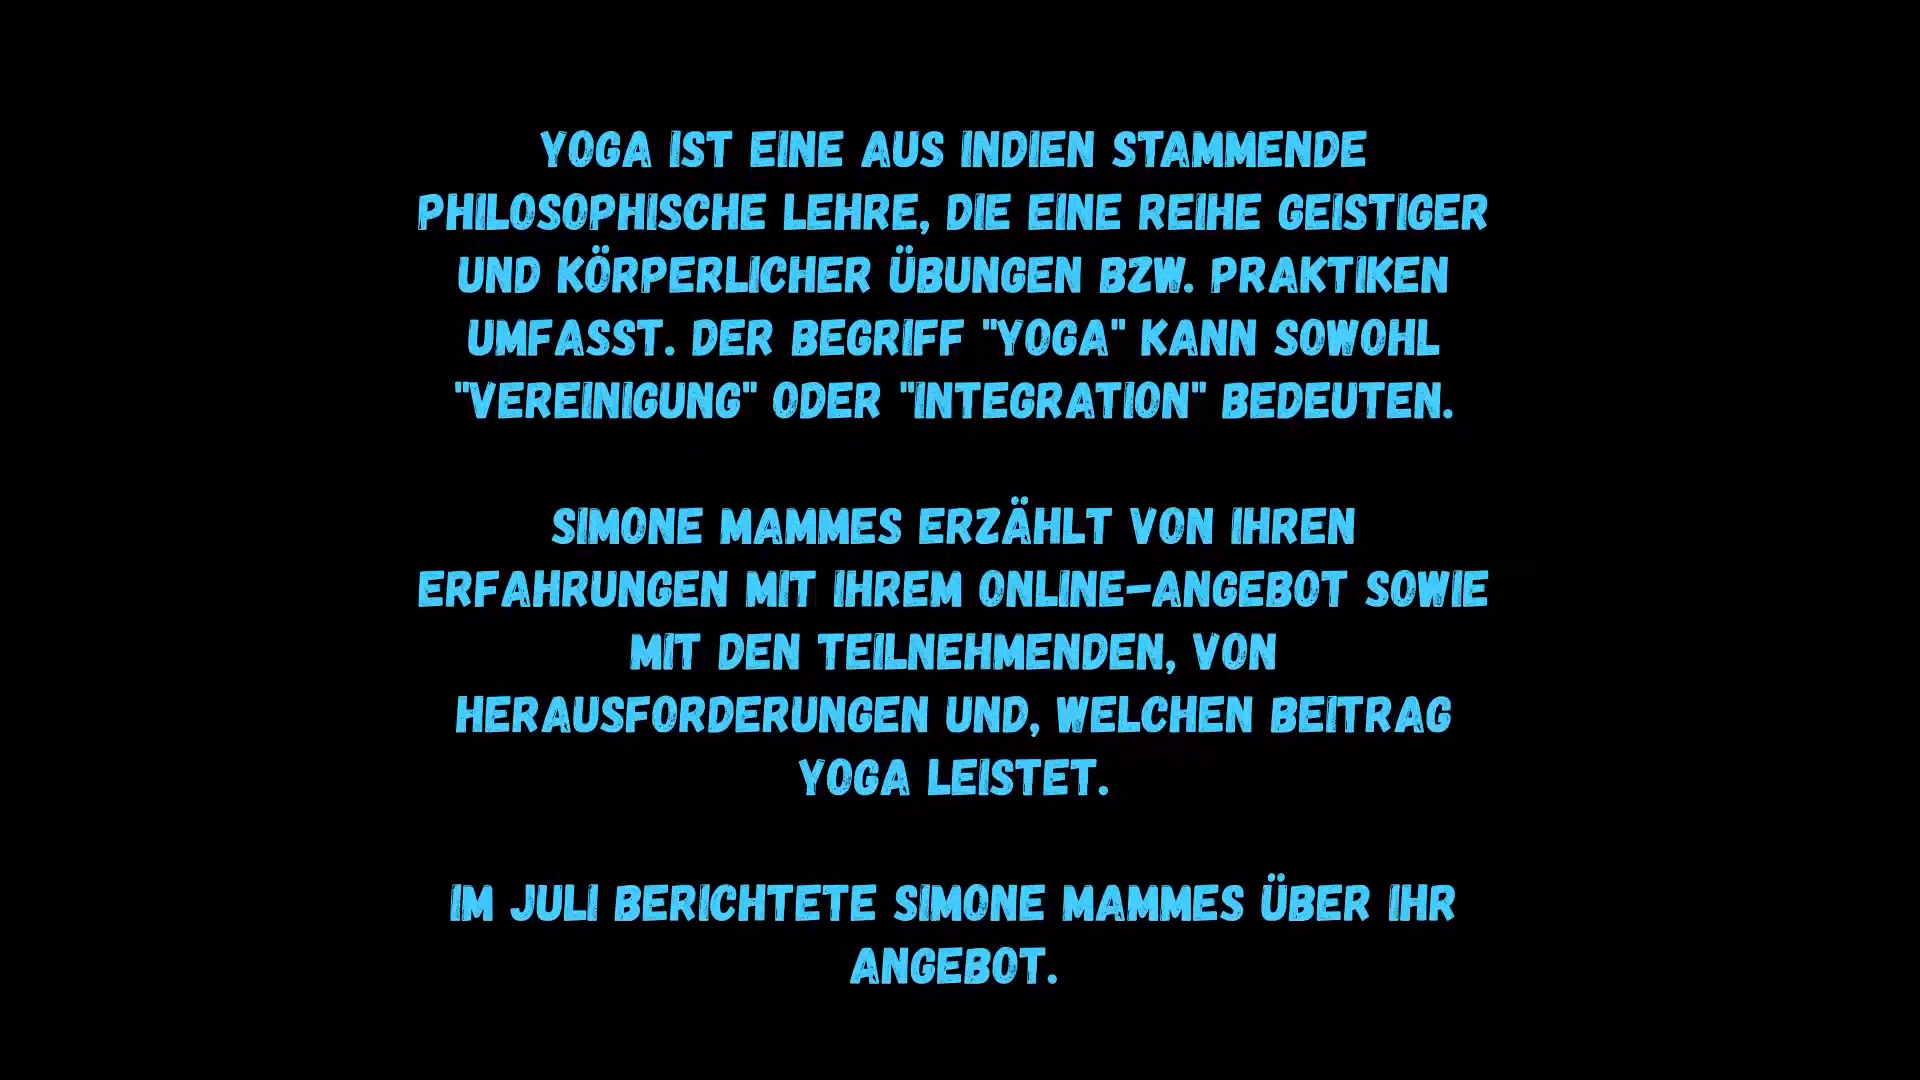 YOGA IST EINE AUS INDIEN STAMMENDE
PHILOSOPHISCHE LEHRE, DIE EINE REIHE GEISTIGER
UND KÖRPERLICHER ÜBUNGEN BZW. PRAKTIKEN
UMFASST. DER BEGRIFF "YOGA" KANN SOWOHL
"VEREINIGUNG" ODER "INTEGRATION" BEDEUTEN.
SIMONE MAMMES ERZÄHLT VON IHREN
ERFAHRUNGEN MIT IHREM ONLINE-ANGEBOT SOWIE
MIT DEN TEILNEHMENDEN, VON
HERAUSFORDERUNGEN UND, WELCHEN BEITRAG
YOGA LEISTET.
IM JULI BERICHTETE SIMONE MAMMES ÜBER IHR
ANGEBOT.